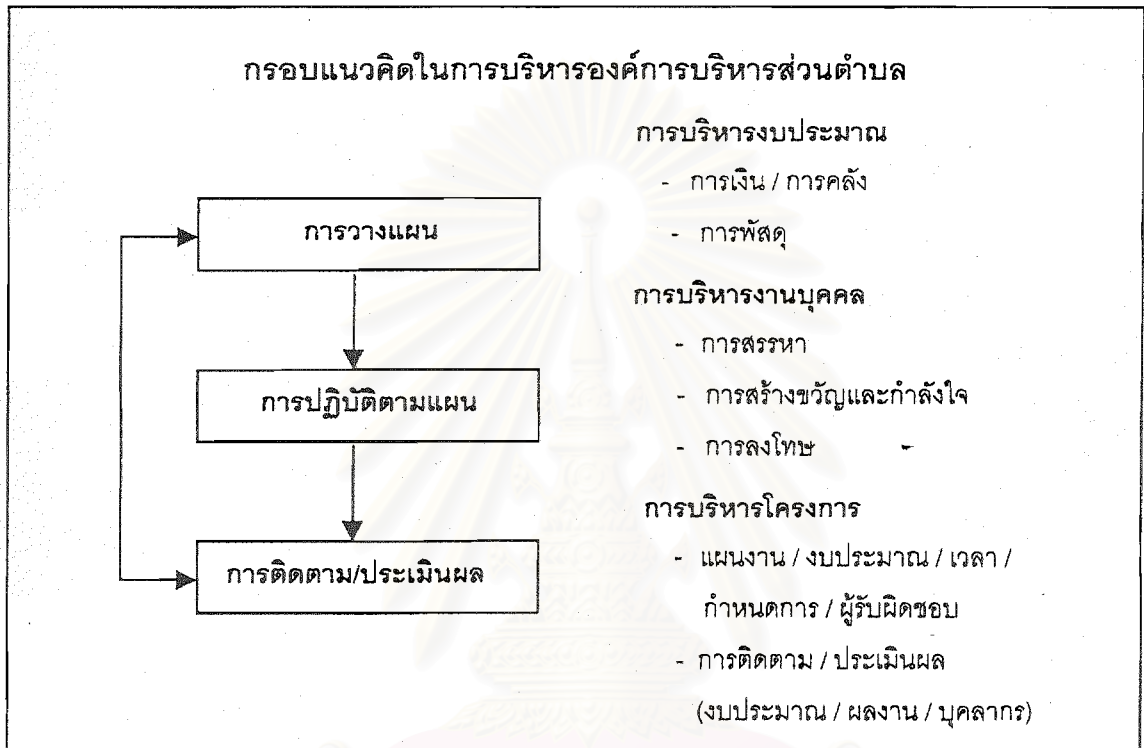 กรอบแนวคิดในการบริหารองค์การบริหารส่วนตำบล
การวางแผน
การปฏิบัติตามแผน
การติดตาม/ประเมินผล
การบริหารงบประมาณ
- การเงิน / การคลัง
- การพัสดุ
การบริหารงานบุคคล
- การสรรหา
- การสร้างขวัญและกำลังใจ
- การลงโทษ
การบริหารโครงการ
- แผนงาน / งบประมาณ / เวลา /
กำหนดการ / ผู้รับผิดชอบ
- การติดตาม / ประเมินผล
(งบประมาณ / ผลงาน / บุคลากร)